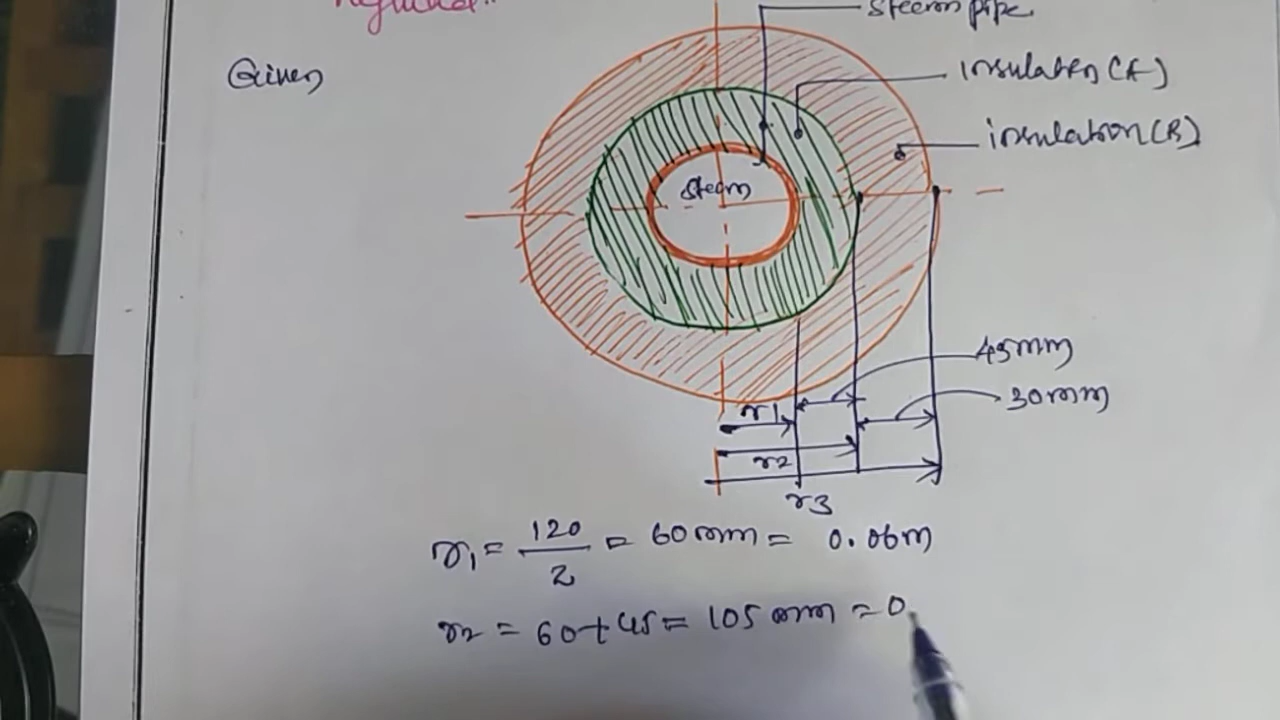 neglected."
steam pipe
Given
insulation (A)
insulation (B)
steam
45mm
30mm
r1
r2
r3
r₁ = 120/2 = 60mm = 0.06m
r₂ = 60+45 = 105 mm = 0.